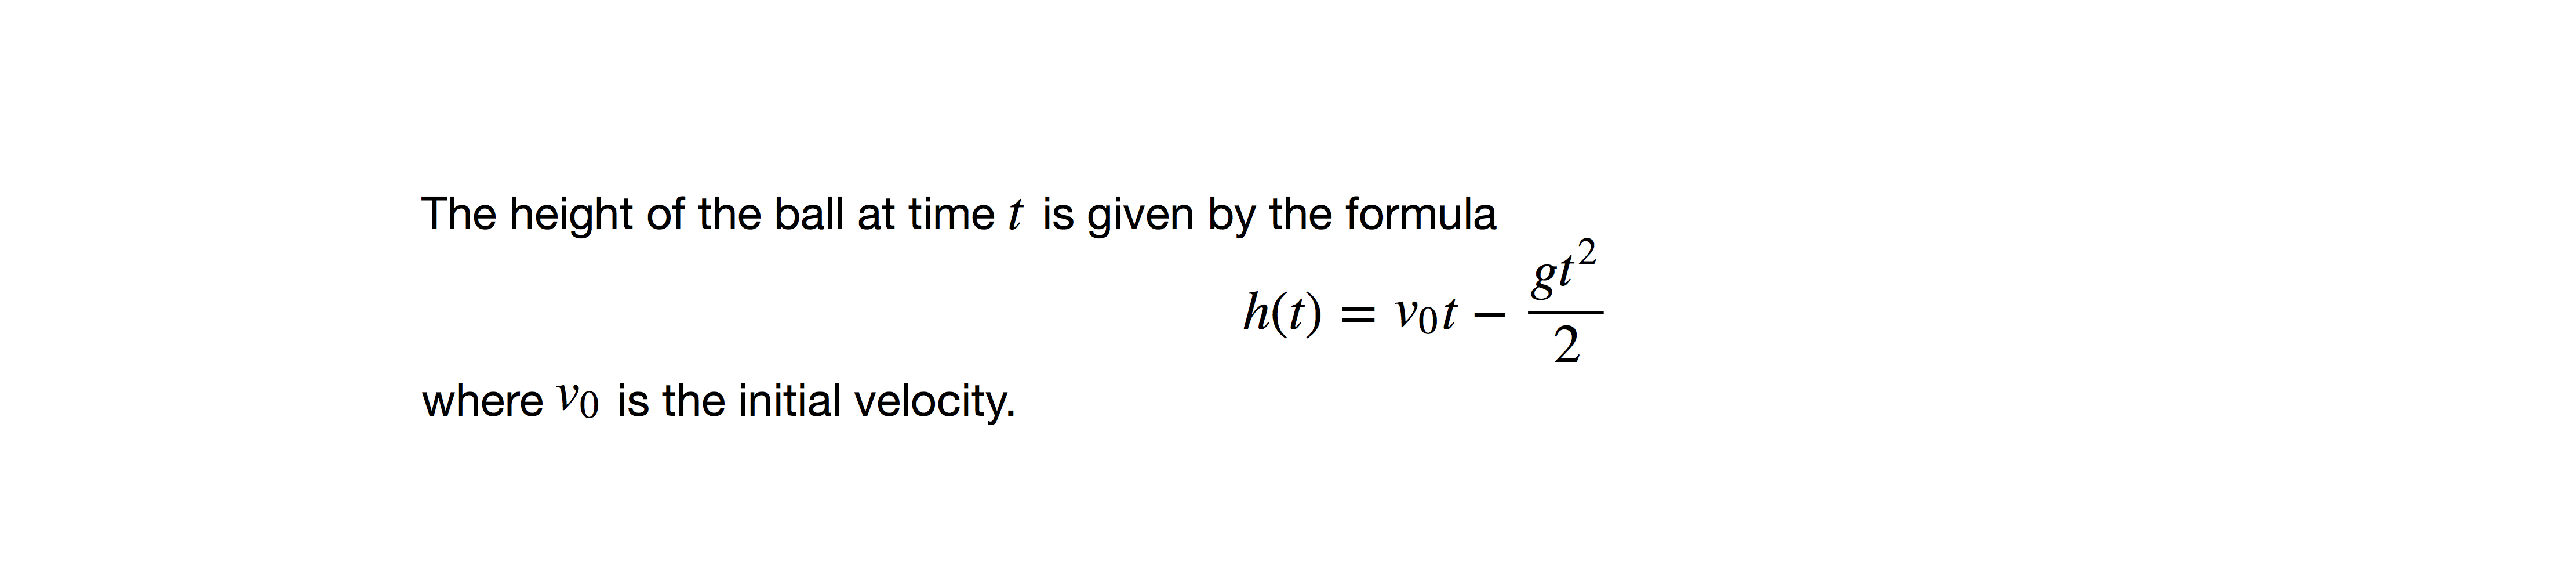 The height of the ball at time t is given by the formula
h(t) = v₀t − gt²/2
where v₀ is the initial velocity.